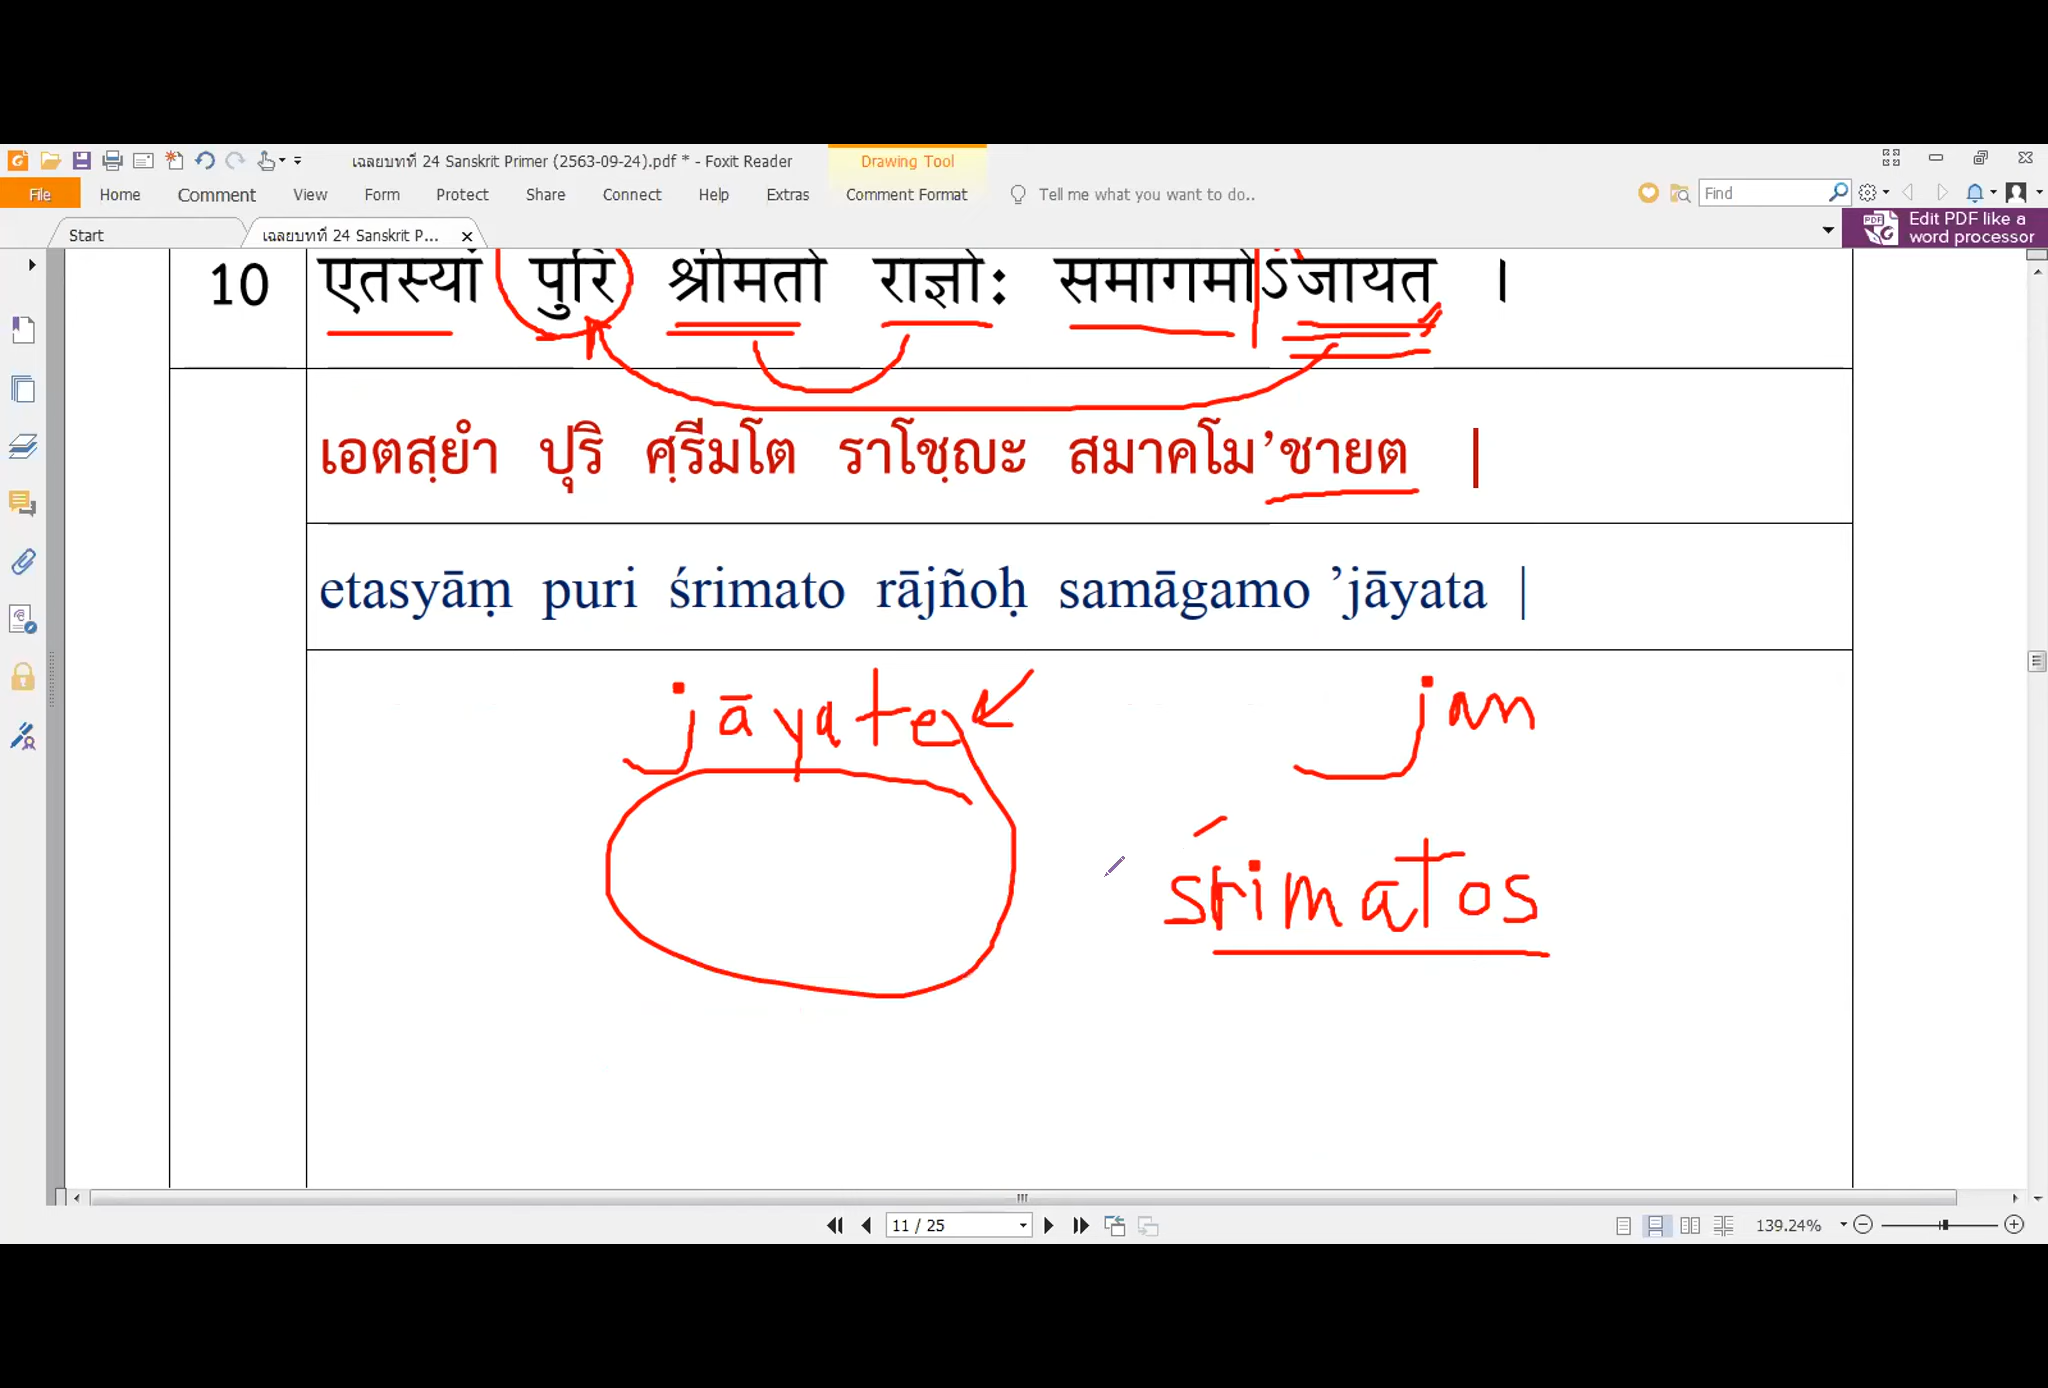 เฉลยบทที่ 24 Sanskrit Primer (2563-09-24).pdf * - Foxit Reader
Drawing Tool
File Home Comment View Form Protect Share Connect Help Extras Comment Format Tell me what you want to do.. Find
Start
เฉลยบทที่ 24 Sanskrit P...
Edit PDF like a
word processor
10 एतस्यां पुरि श्रीमतो राज्ञोः समागमोऽजायत ।
เอตสฺยำ ปุริ ศฺรีมโต ราโชฺญะ สมาคโม’ชายต |
etasyāṃ puri śrimato rājñoḥ samāgamo ’jāyata |
jāyate jan
śrimatos
11 / 25
139.24%